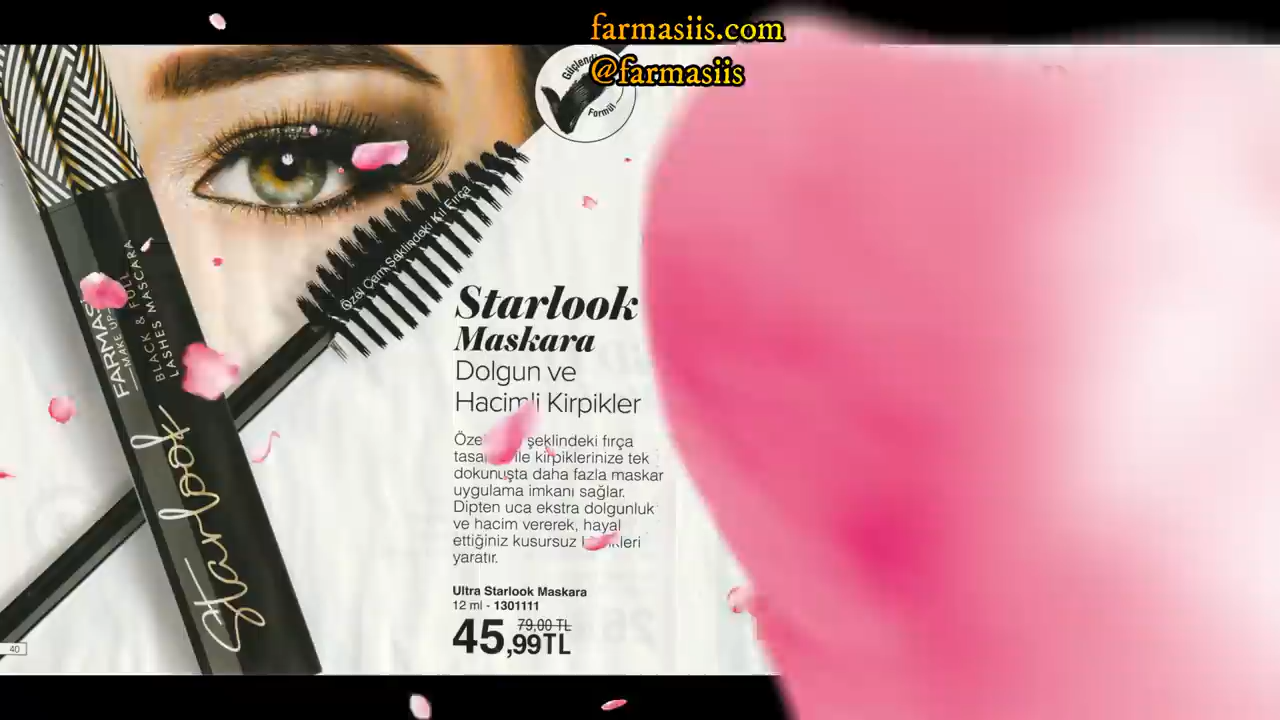 farmasiis.com
@farmasiis
Güçlendi
Formül
Özel Çam Şeklindeki Kıl Fırça
FARMASi
MAKE UP
BLACK & FULL
LASHES MASCARA
Starlook
Starlook
Maskara
Dolgun ve
Hacimli Kirpikler
Özel şeklindeki fırça
ile kirpiklerinize tek
dokunuşta daha fazla maskar
uygulama imkanı sağlar.
Dipten uca ekstra dolgunluk
ve hacim vererek, hayal
ettiğiniz kusursuz
yaratır.
Ultra Starlook Maskara
12 ml - 1301111
79,00 TL
45,99TL
40